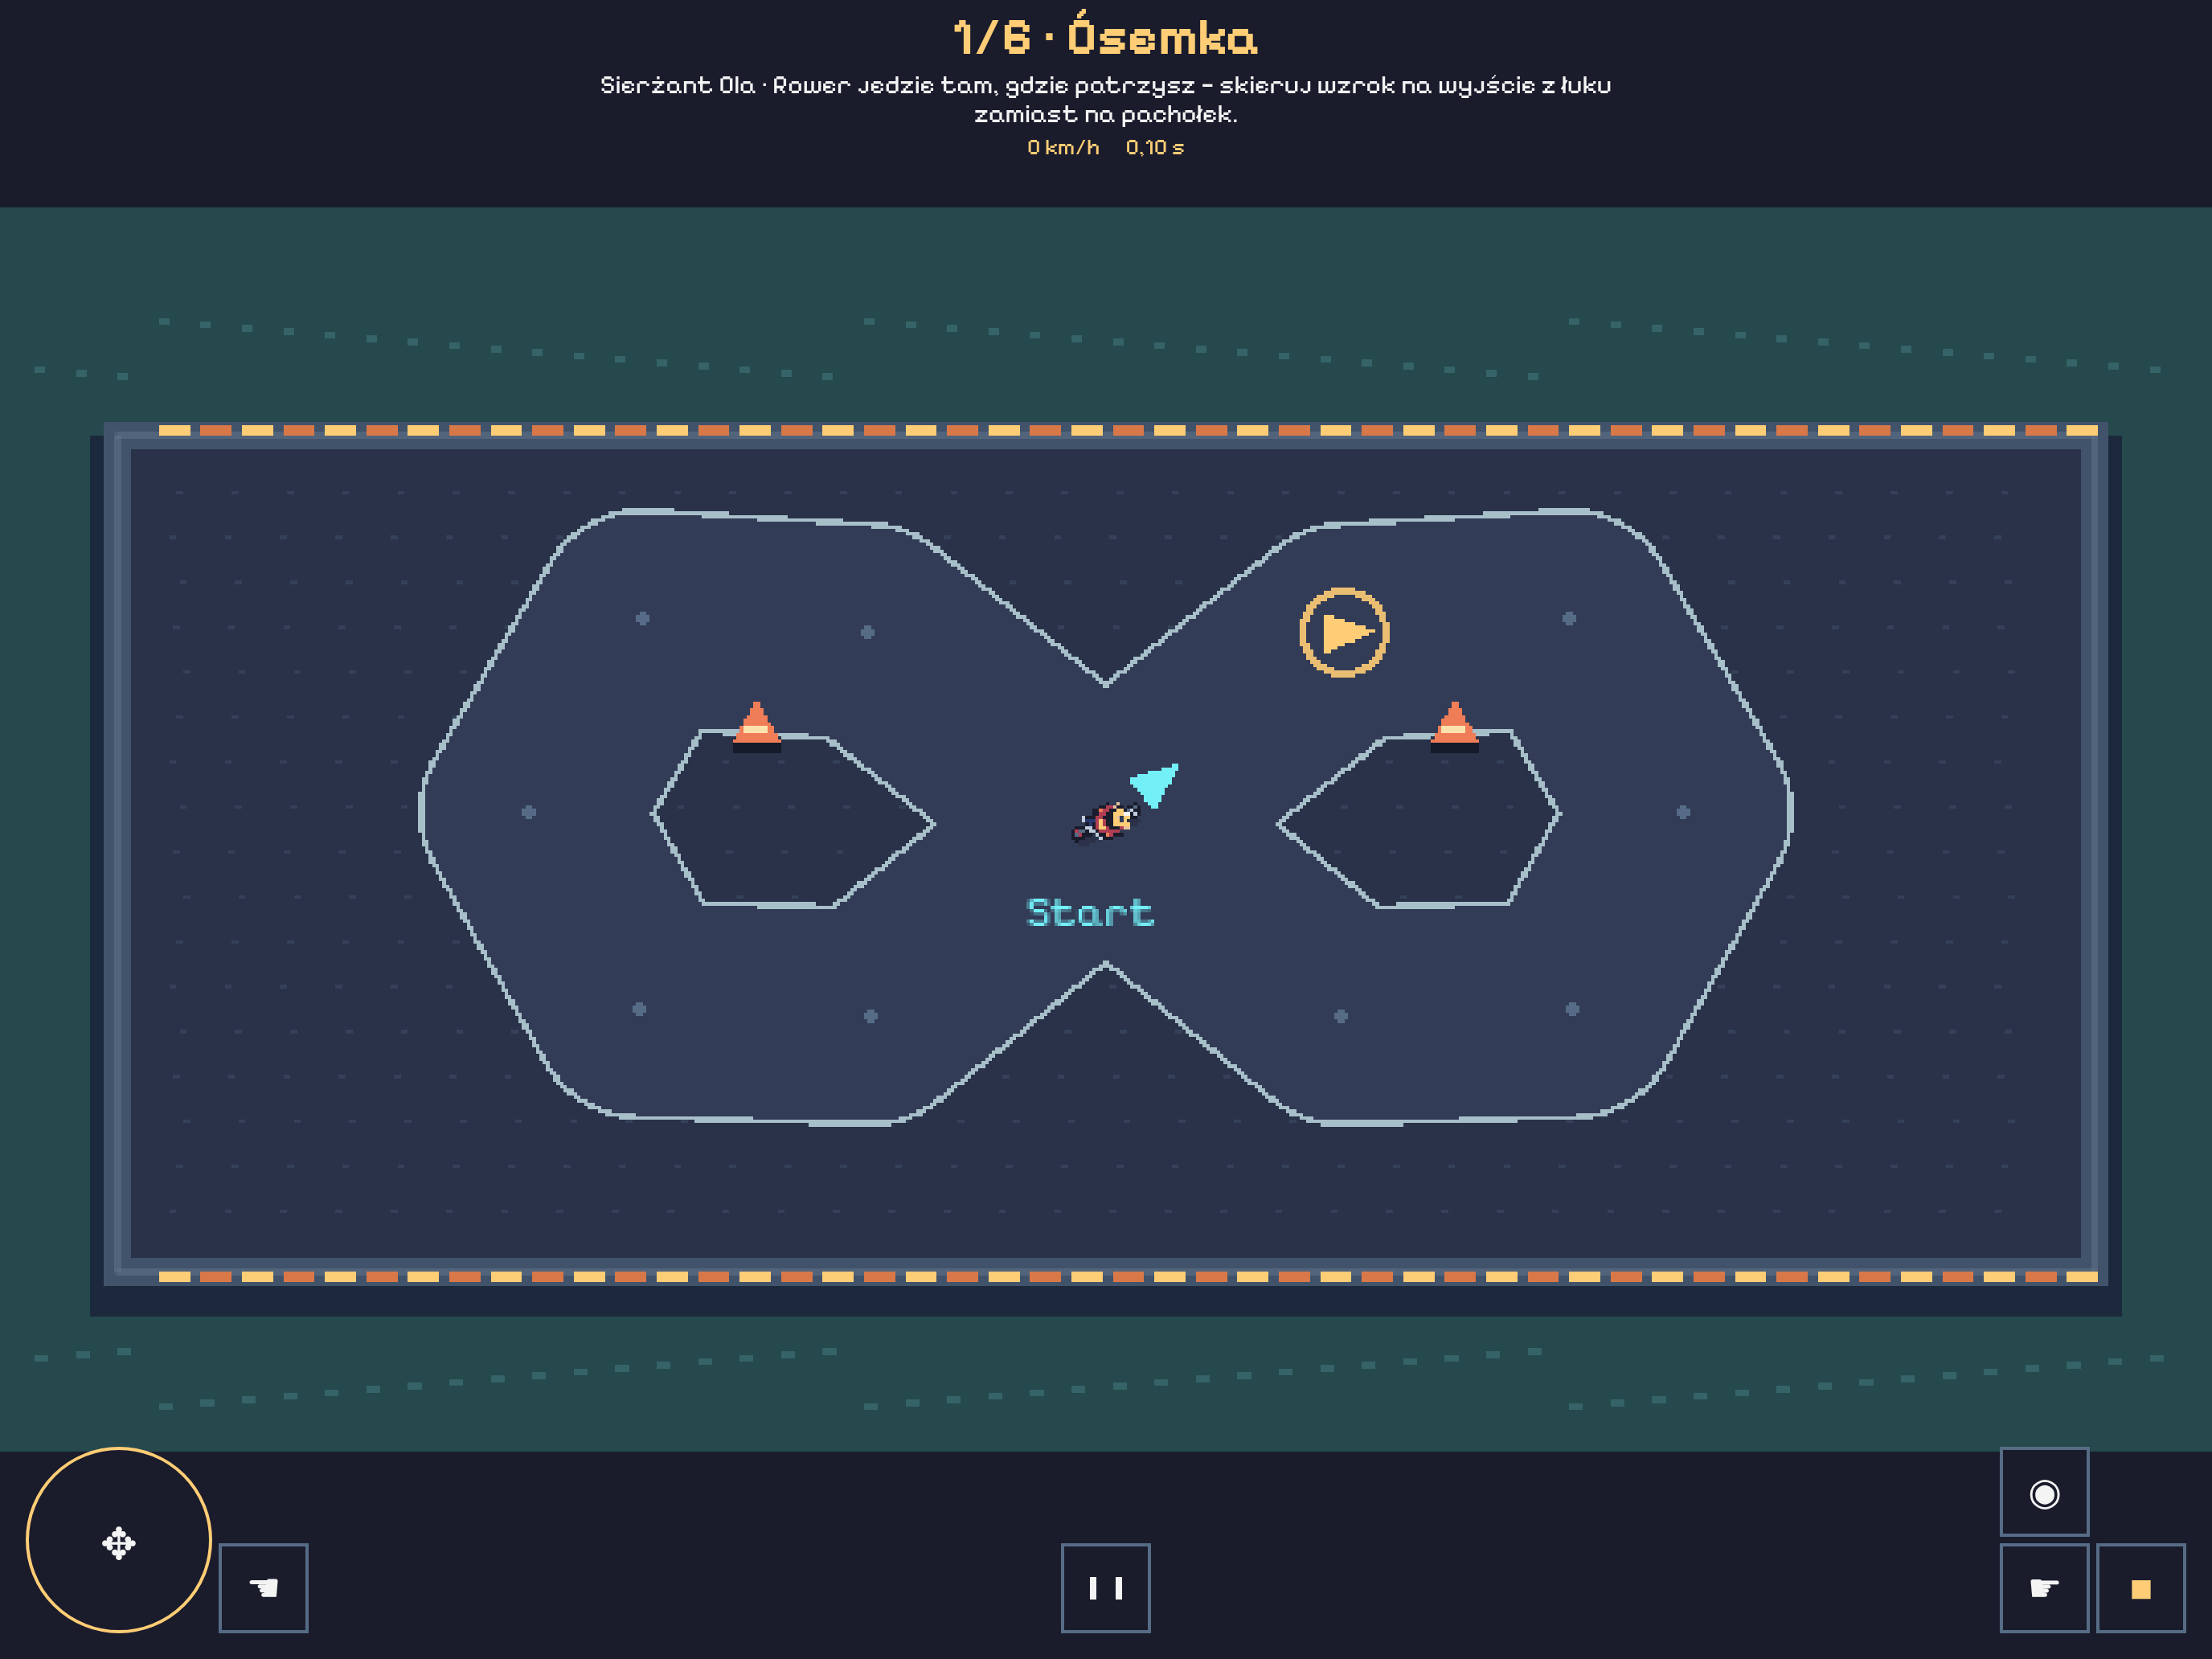 1/6 · Ósemka
Sierżant Ola · Rower jedzie tam, gdzie patrzysz – skieruj wzrok na wyjście z łuku
zamiast na pachołek.
0 km/h 0,10 s
Start